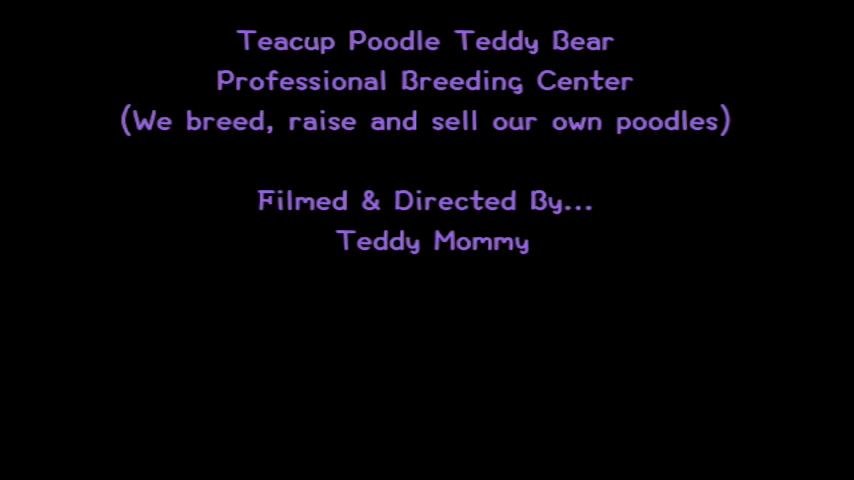 Teacup Poodle Teddy Bear
Professional Breeding Center
(We breed, raise and sell our own poodles)
Filmed & Directed By...
Teddy Mommy